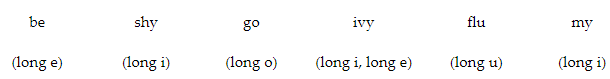 be shy go ivy flu my
(long e) (long i) (long o) (long i, long e) (long u) (long i)